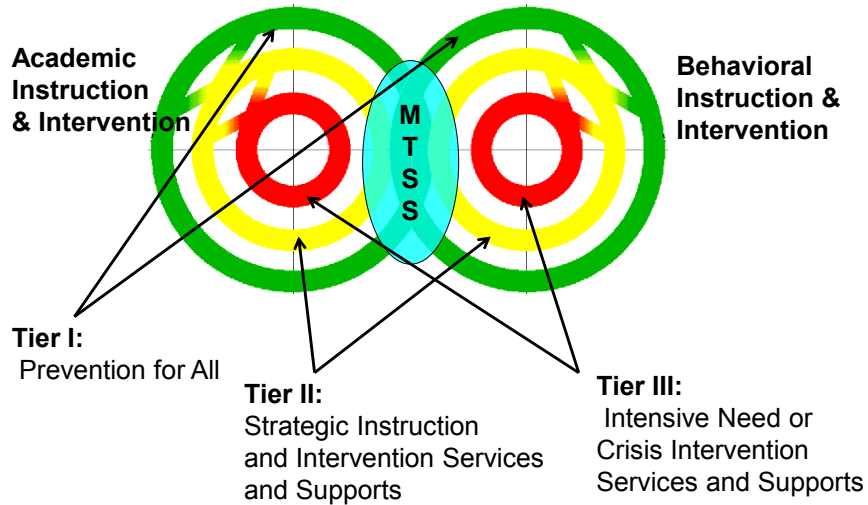 Academic
Instruction
& Intervention
Behavioral
Instruction &
Intervention
M
T
S
S
Tier I:
Prevention for All
Tier II:
Strategic Instruction
and Intervention Services
and Supports
Tier III:
Intensive Need or
Crisis Intervention
Services and Supports